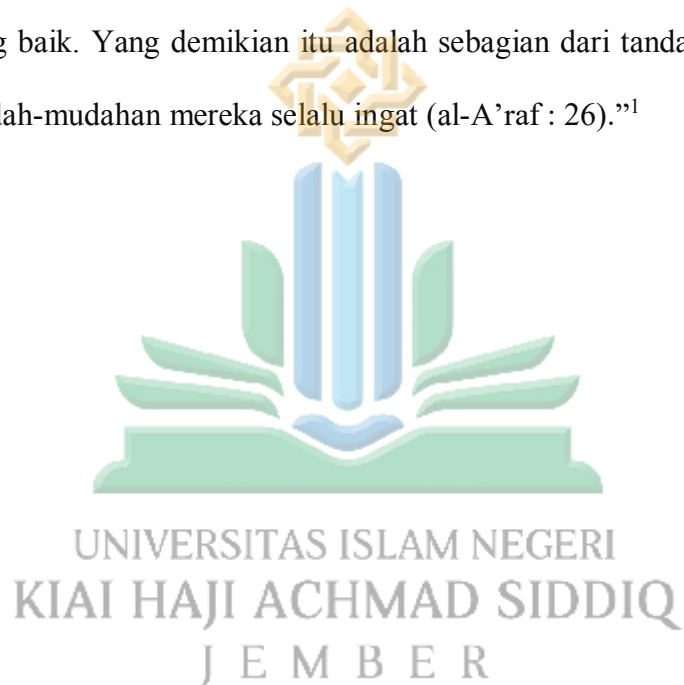 g baik. Yang demikian itu adalah sebagian dari tanda
lah-mudahan mereka selalu ingat (al-A’raf : 26).”1
UNIVERSITAS ISLAM NEGERI
KIAI HAJI ACHMAD SIDDIQ
JEMBER